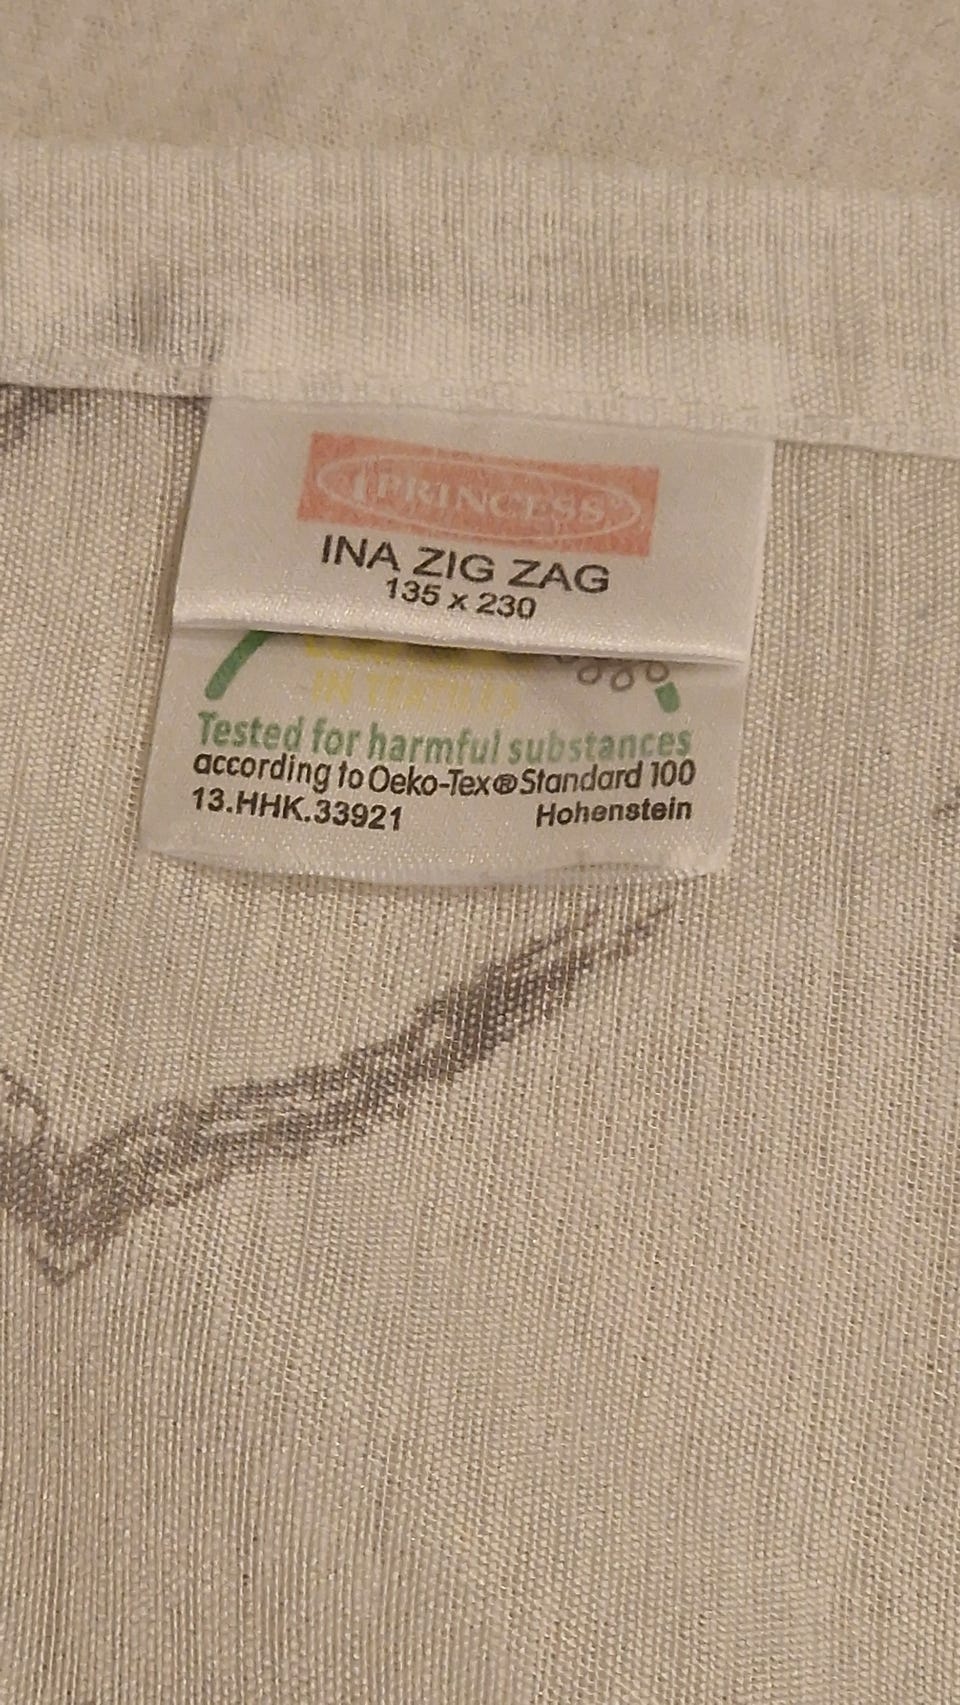 PRINCESS
INA ZIG ZAG
135 x 230
IN TEXTILES
Tested for harmful substances
according to Oeko-Tex® Standard 100
13.HHK.33921 Hohenstein